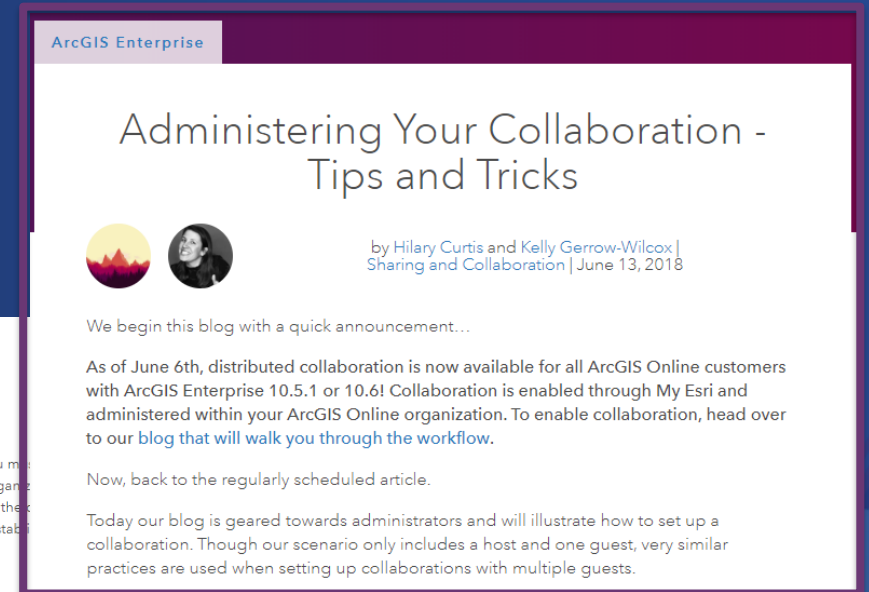 ArcGIS Enterprise
Administering Your Collaboration -
Tips and Tricks
by Hilary Curtis and Kelly Gerrow-Wilcox |
Sharing and Collaboration | June 13, 2018
We begin this blog with a quick announcement…
As of June 6th, distributed collaboration is now available for all ArcGIS Online customers
with ArcGIS Enterprise 10.5.1 or 10.6! Collaboration is enabled through My Esri and
administered within your ArcGIS Online organization. To enable collaboration, head over
to our blog that will walk you through the workflow.
Now, back to the regularly scheduled article.
Today our blog is geared towards administrators and will illustrate how to set up a
collaboration. Though our scenario only includes a host and one guest, very similar
practices are used when setting up collaborations with multiple guests.